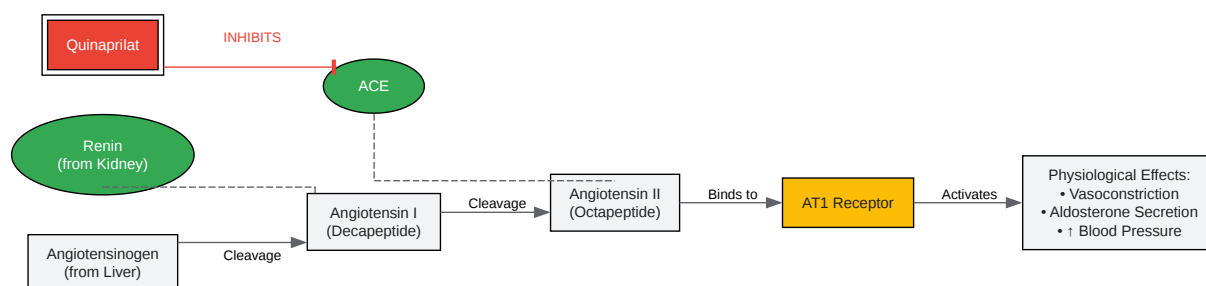 Quinaprilat
INHIBITS
ACE
Renin
(from Kidney)
Angiotensinogen
(from Liver)
Cleavage
Angiotensin I
(Decapeptide)
Cleavage
Angiotensin II
(Octapeptide)
Binds to
AT1 Receptor
Activates
Physiological Effects:
• Vasoconstriction
• Aldosterone Secretion
• ↑ Blood Pressure